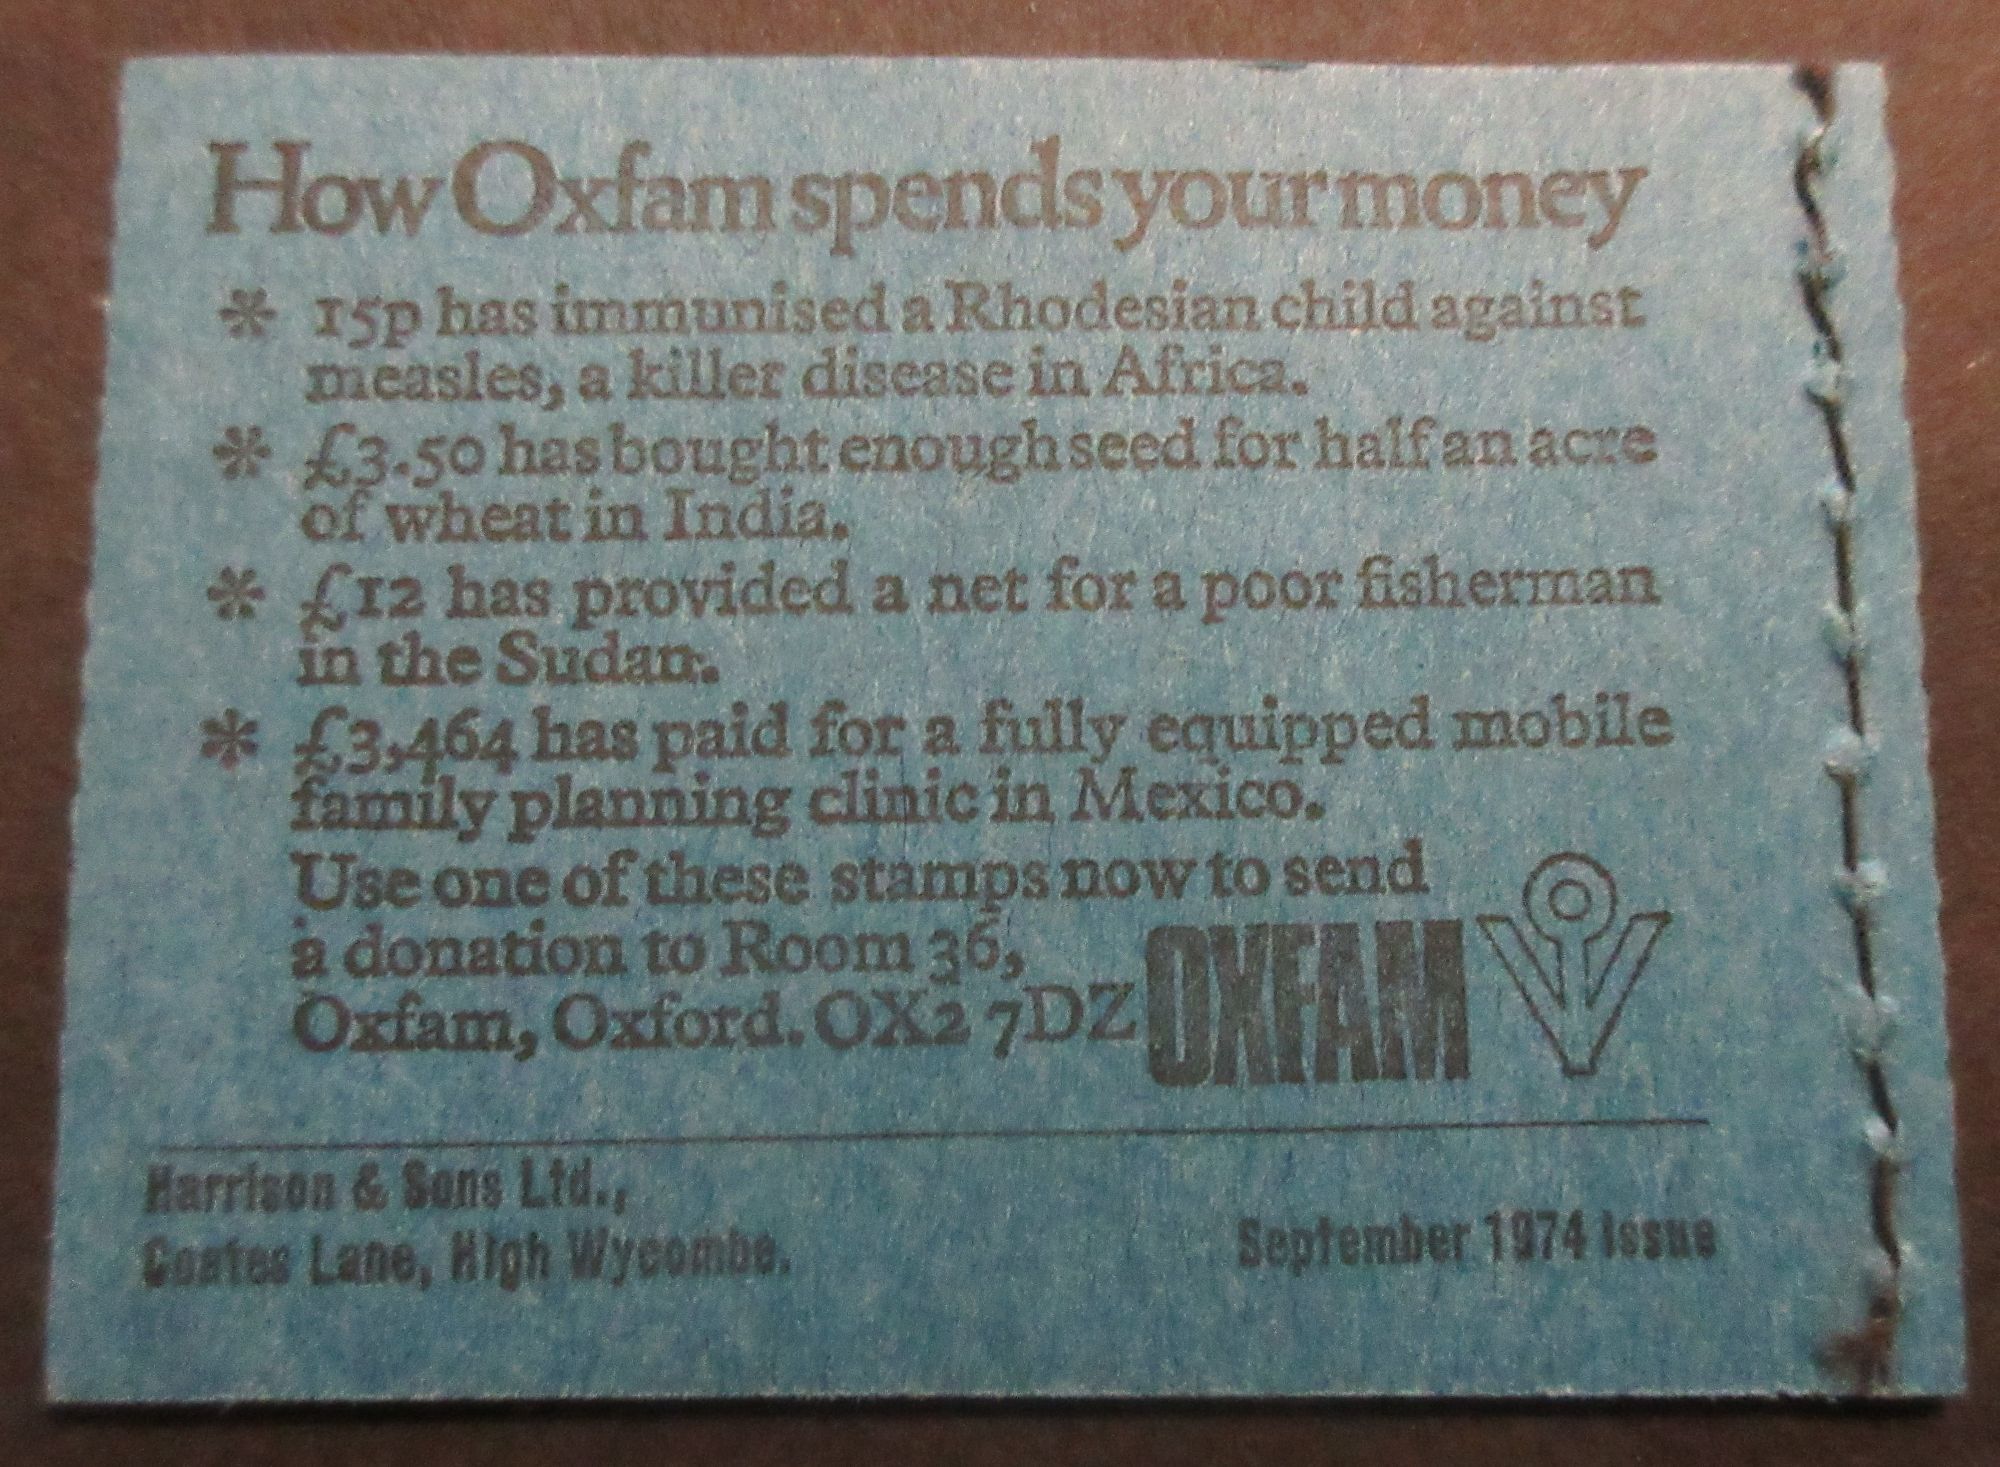 How Oxfam spends your money
* 15p has immunised a Rhodesian child against
measles, a killer disease in Africa.
* £3.50 has bought enough seed for half an acre
of wheat in India.
* £12 has provided a net for a poor fisherman
in the Sudan.
* £3,464 has paid for a fully equipped mobile
family planning clinic in Mexico.
Use one of these stamps now to send
a donation to Room 36,
Oxfam, Oxford. OX2 7DZ
OXFAM
Harrison & Sons Ltd.,
Coates Lane, High Wycombe.
September 1974 issue